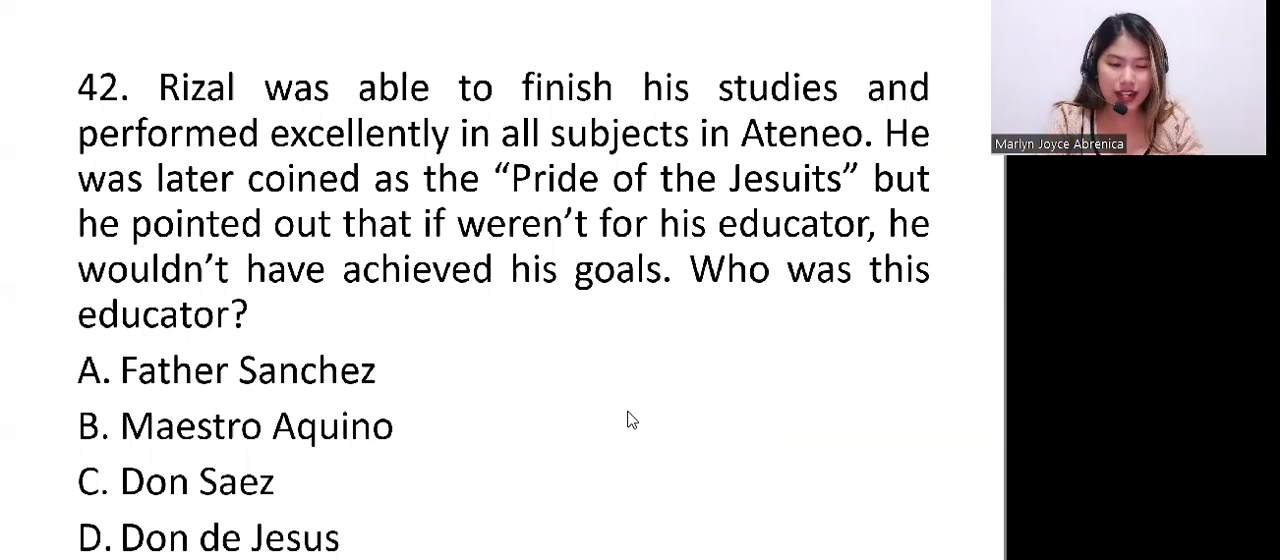 42. Rizal was able to finish his studies and
performed excellently in all subjects in Ateneo. He
was later coined as the “Pride of the Jesuits” but
he pointed out that if weren’t for his educator, he
wouldn’t have achieved his goals. Who was this
educator?
A. Father Sanchez
B. Maestro Aquino
C. Don Saez
D. Don de Jesus
Marlyn Joyce Abrenica